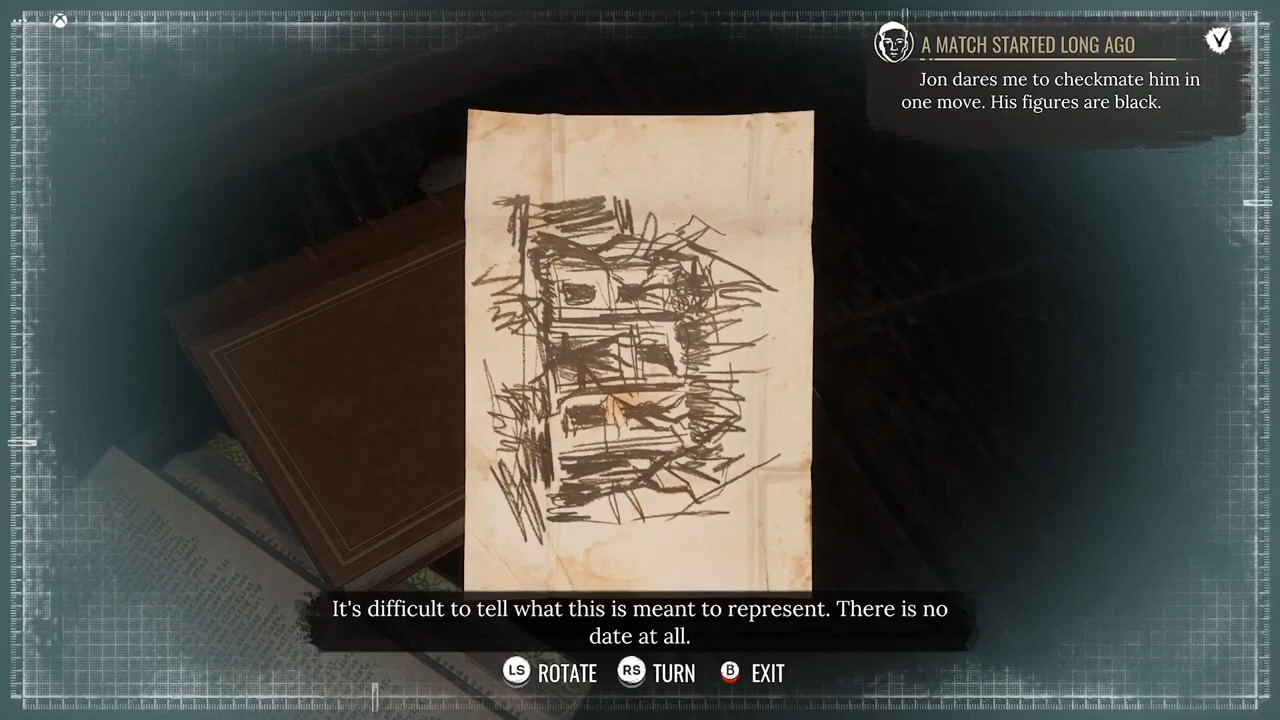 A MATCH STARTED LONG AGO
Jon dares me to checkmate him in
one move. His figures are black.
It's difficult to tell what this is meant to represent. There is no
date at all.
LS ROTATE RS TURN B EXIT